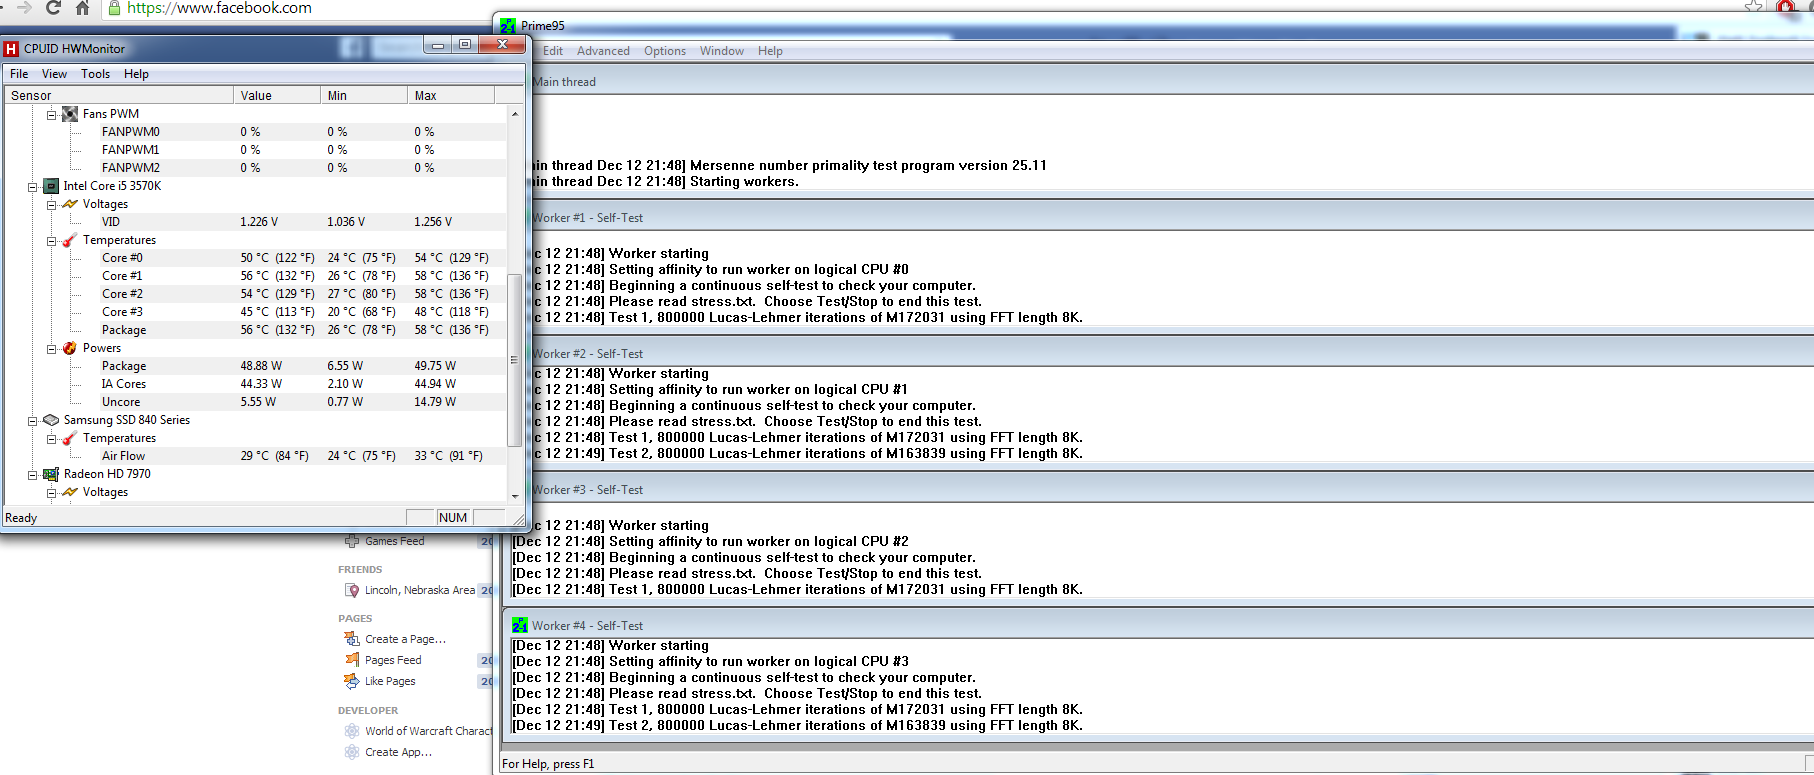 https://www.facebook.com
CPUID HWMonitor
File View Tools Help
Sensor Value Min Max
Fans PWM
FANPWM0 0 % 0 % 0 %
FANPWM1 0 % 0 % 0 %
FANPWM2 0 % 0 % 0 %
Intel Core i5 3570K
Voltages
VID 1.226 V 1.036 V 1.256 V
Temperatures
Core #0 50 °C (122 °F) 24 °C (75 °F) 54 °C (129 °F)
Core #1 56 °C (132 °F) 26 °C (78 °F) 58 °C (136 °F)
Core #2 54 °C (129 °F) 27 °C (80 °F) 58 °C (136 °F)
Core #3 45 °C (113 °F) 20 °C (68 °F) 48 °C (118 °F)
Package 56 °C (132 °F) 26 °C (78 °F) 58 °C (136 °F)
Powers
Package 48.88 W 6.55 W 49.75 W
IA Cores 44.33 W 2.10 W 44.94 W
Uncore 5.55 W 0.77 W 14.79 W
Samsung SSD 840 Series
Temperatures
Air Flow 29 °C (84 °F) 24 °C (75 °F) 33 °C (91 °F)
Radeon HD 7970
Voltages
Ready NUM
Games Feed 20
FRIENDS
Lincoln, Nebraska Area 20
PAGES
Create a Page...
Pages Feed 20
Like Pages 20
DEVELOPER
World of Warcraft Charact
Create App...
Prime95
Edit Advanced Options Window Help
Main thread
in thread Dec 12 21:48] Mersenne number primality test program version 25.11
in thread Dec 12 21:48] Starting workers.
Worker #1 - Self-Test
c 12 21:48] Worker starting
c 12 21:48] Setting affinity to run worker on logical CPU #0
c 12 21:48] Beginning a continuous self-test to check your computer.
c 12 21:48] Please read stress.txt. Choose Test/Stop to end this test.
c 12 21:48] Test 1, 800000 Lucas-Lehmer iterations of M172031 using FFT length 8K.
Worker #2 - Self-Test
c 12 21:48] Worker starting
c 12 21:48] Setting affinity to run worker on logical CPU #1
c 12 21:48] Beginning a continuous self-test to check your computer.
c 12 21:48] Please read stress.txt. Choose Test/Stop to end this test.
c 12 21:48] Test 1, 800000 Lucas-Lehmer iterations of M172031 using FFT length 8K.
c 12 21:49] Test 2, 800000 Lucas-Lehmer iterations of M163839 using FFT length 8K.
Worker #3 - Self-Test
c 12 21:48] Worker starting
[Dec 12 21:48] Setting affinity to run worker on logical CPU #2
[Dec 12 21:48] Beginning a continuous self-test to check your computer.
[Dec 12 21:48] Please read stress.txt. Choose Test/Stop to end this test.
[Dec 12 21:48] Test 1, 800000 Lucas-Lehmer iterations of M172031 using FFT length 8K.
Worker #4 - Self-Test
[Dec 12 21:48] Worker starting
[Dec 12 21:48] Setting affinity to run worker on logical CPU #3
[Dec 12 21:48] Beginning a continuous self-test to check your computer.
[Dec 12 21:48] Please read stress.txt. Choose Test/Stop to end this test.
[Dec 12 21:48] Test 1, 800000 Lucas-Lehmer iterations of M172031 using FFT length 8K.
[Dec 12 21:49] Test 2, 800000 Lucas-Lehmer iterations of M163839 using FFT length 8K.
For Help, press F1